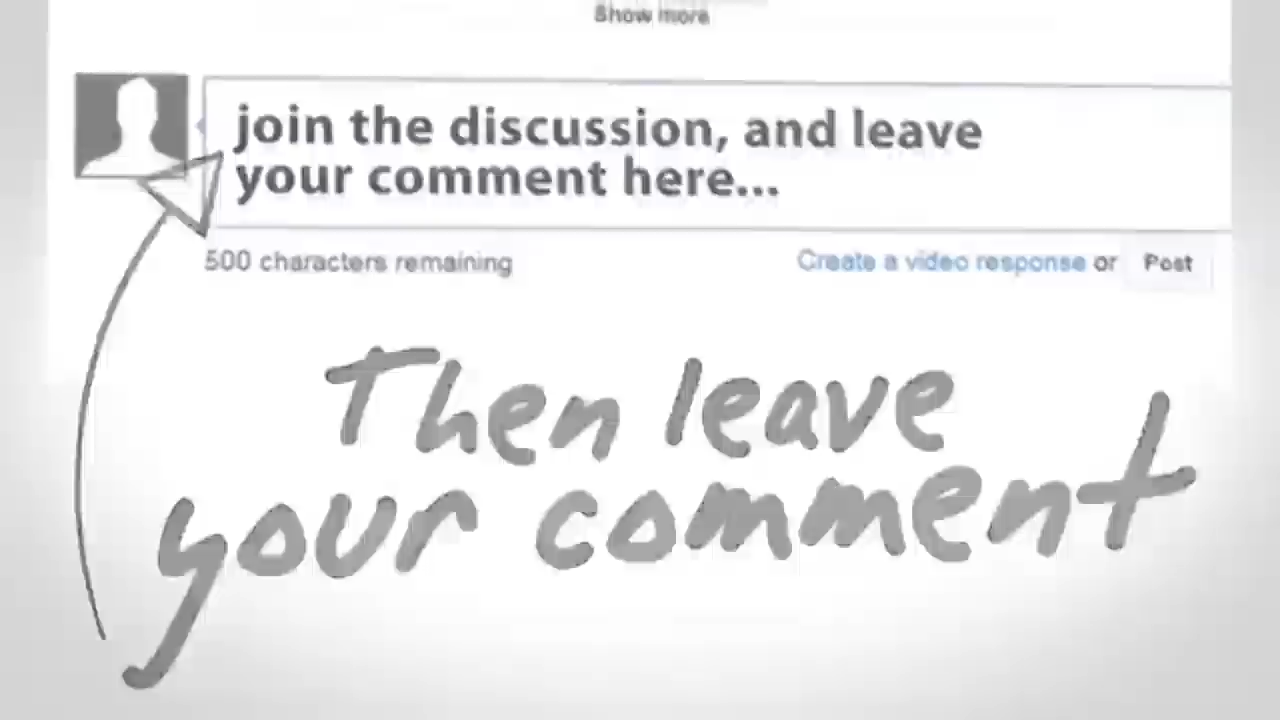 Show more
join the discussion, and leave
your comment here...
500 characters remaining
Create a video response or Post
Then leave
your comment